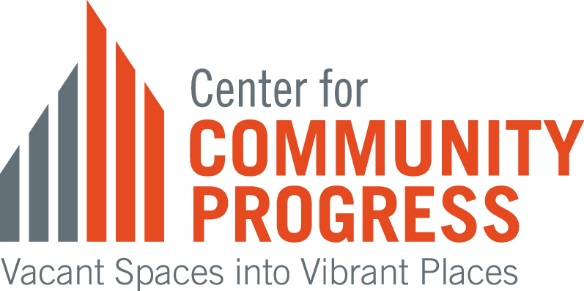 Center for
COMMUNITY
PROGRESS
Vacant Spaces into Vibrant Places